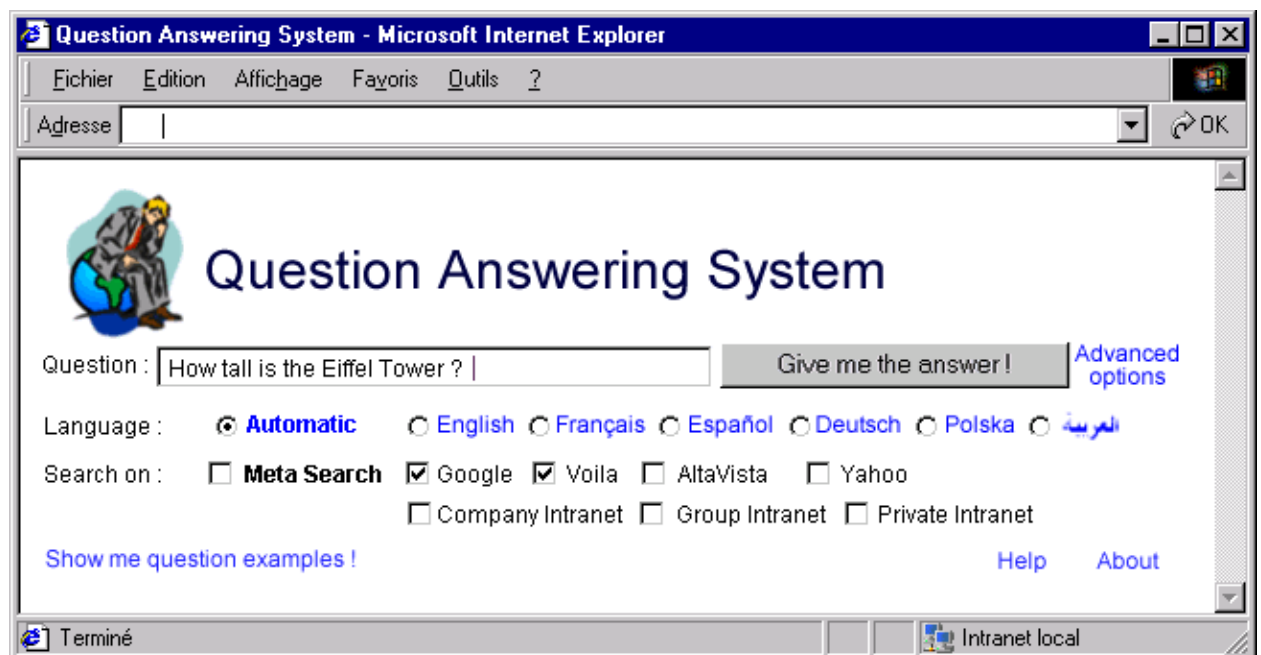 Question Answering System - Microsoft Internet Explorer
Fichier Edition Affichage Favoris Outils ?
Adresse OK
Question Answering System
Question : How tall is the Eiffel Tower ? Give me the answer ! Advanced options
Language : Automatic English Français Español Deutsch Polska العربية
Search on : Meta Search Google Voila AltaVista Yahoo
Company Intranet Group Intranet Private Intranet
Show me question examples ! Help About
Terminé Intranet local